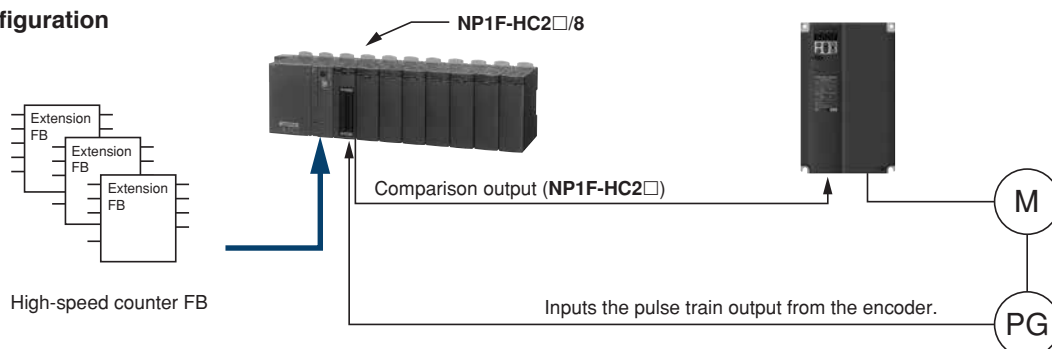 figuration
NP1F-HC2□/8
Extension
FB
Extension
FB
Extension
FB
Comparison output (NP1F-HC2□)
M
High-speed counter FB
Inputs the pulse train output from the encoder.
PG